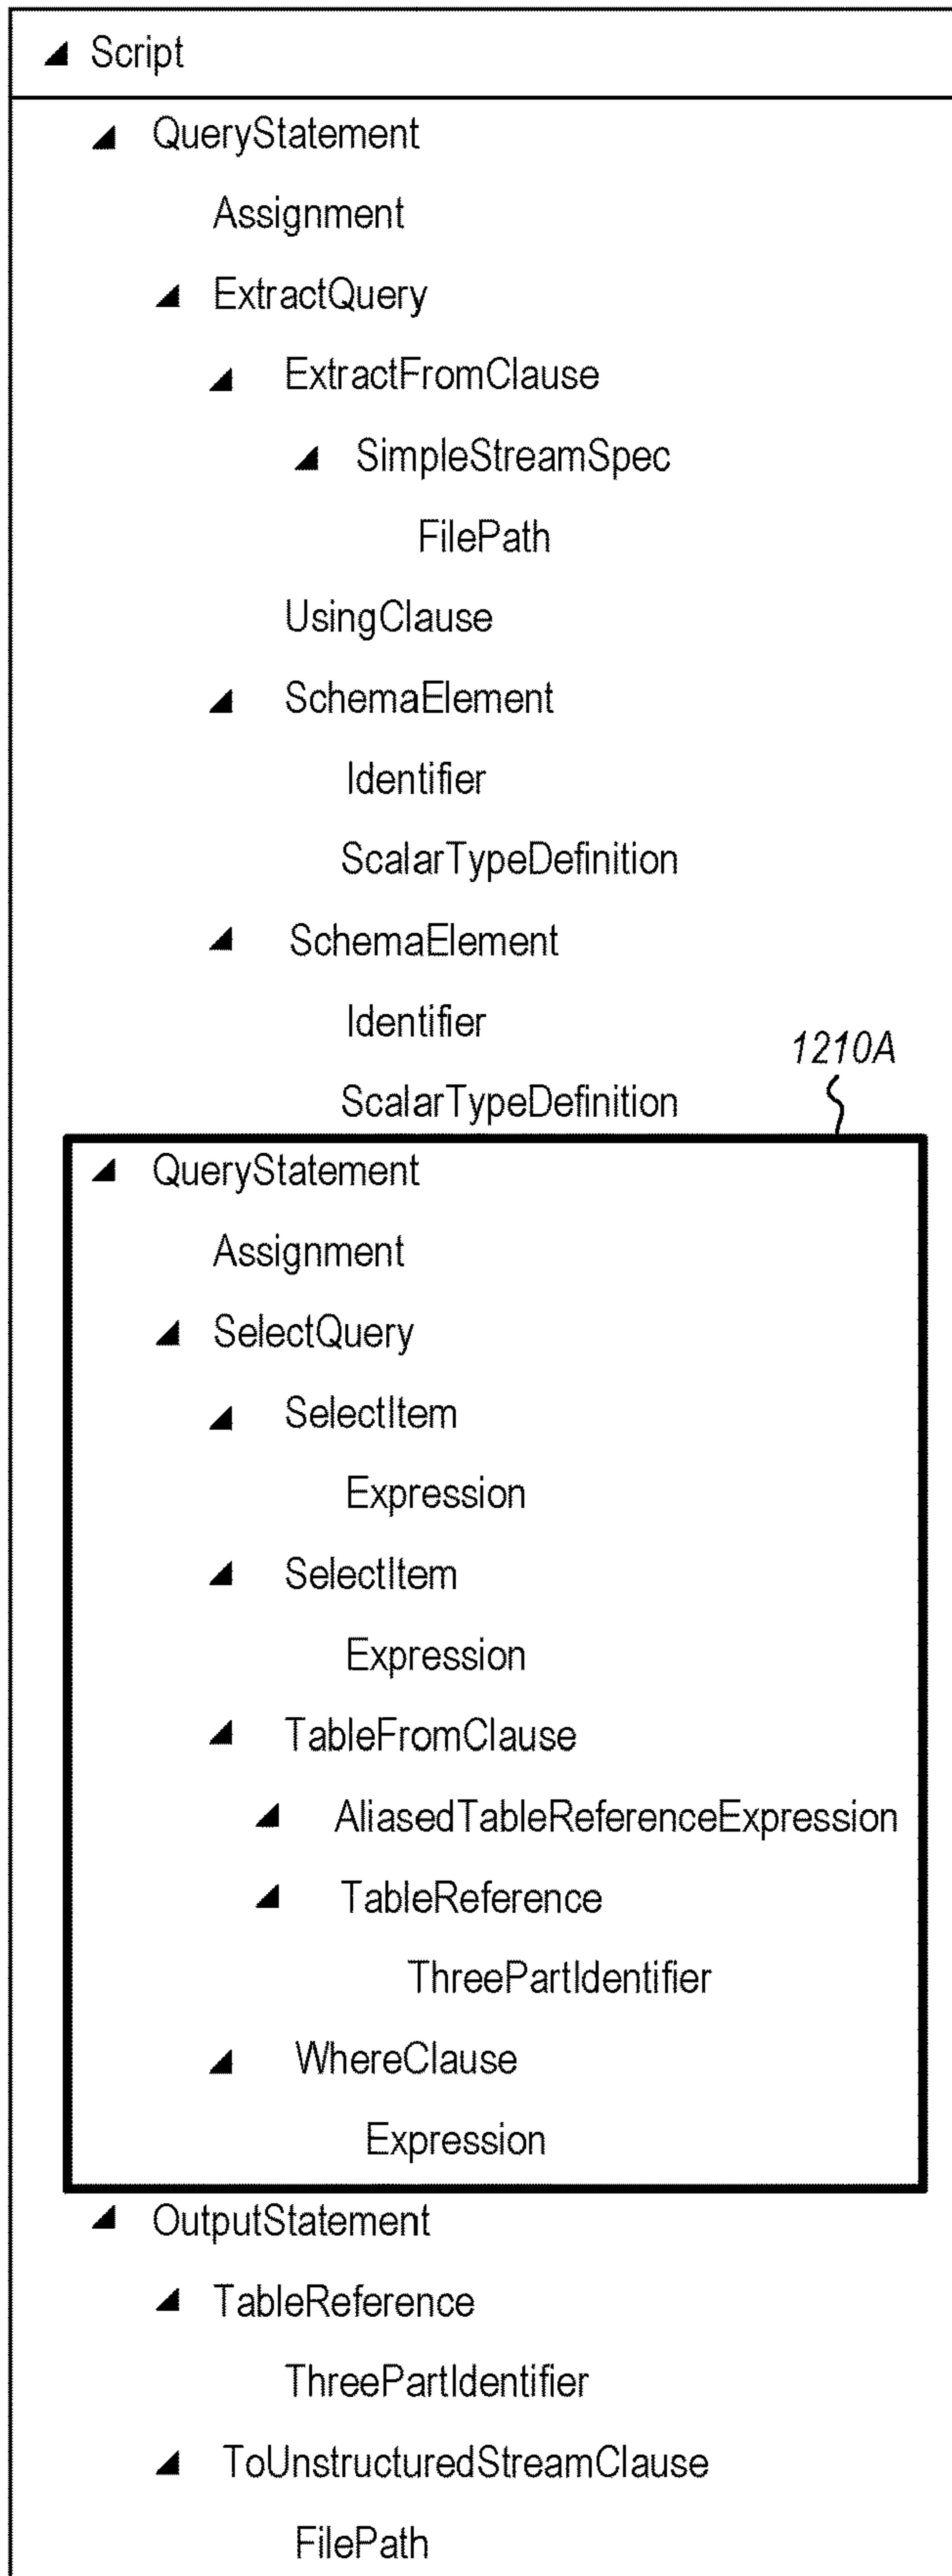 Script
QueryStatement
Assignment
ExtractQuery
ExtractFromClause
SimpleStreamSpec
FilePath
UsingClause
SchemaElement
Identifier
ScalarTypeDefinition
SchemaElement
Identifier
1210A
ScalarTypeDefinition
QueryStatement
Assignment
SelectQuery
SelectItem
Expression
SelectItem
Expression
TableFromClause
AliasedTableReferenceExpression
TableReference
ThreePartIdentifier
WhereClause
Expression
OutputStatement
TableReference
ThreePartIdentifier
ToUnstructuredStreamClause
FilePath